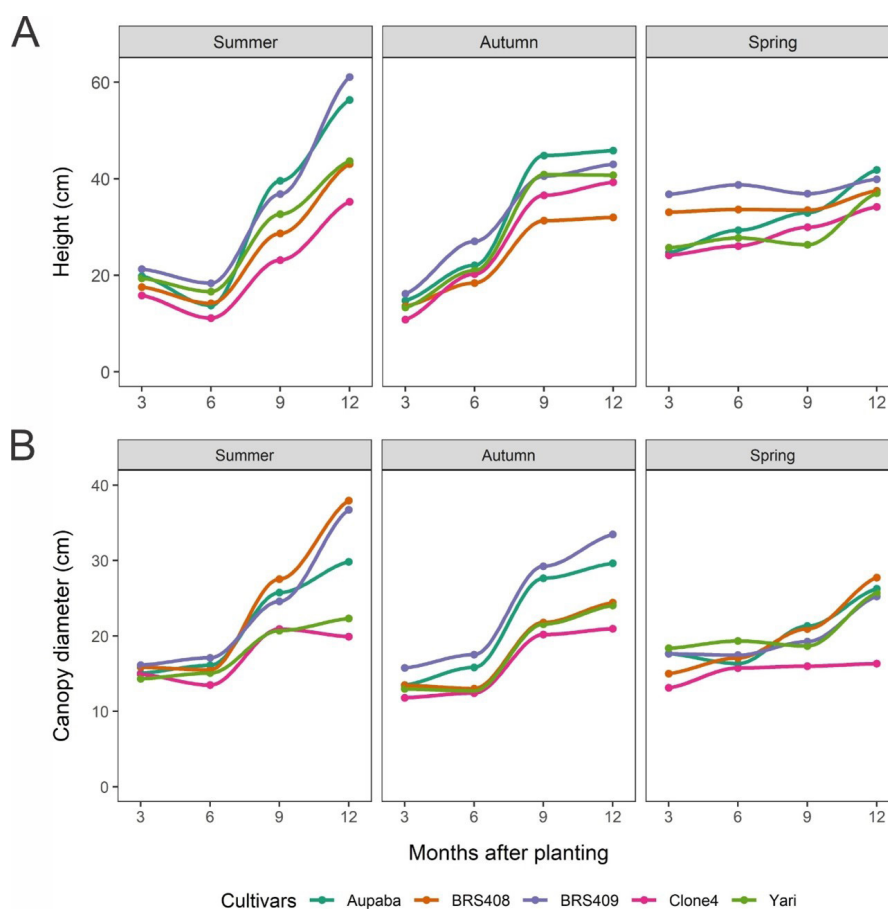 A
Summer Autumn Spring
60
40
20
0
Height (cm)
3 6 9 12 3 6 9 12 3 6 9 12
B
Summer Autumn Spring
40
30
20
10
0
Canopy diameter (cm)
3 6 9 12 3 6 9 12 3 6 9 12
Months after planting
Cultivars Aupaba BRS408 BRS409 Clone4 Yari